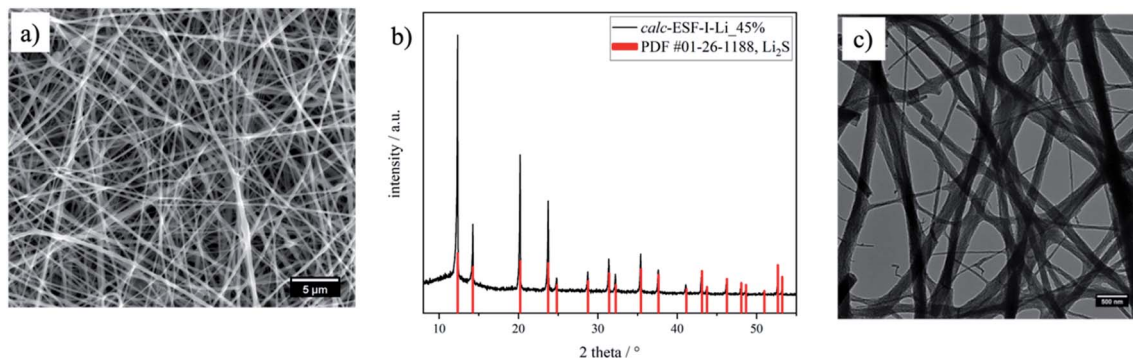 a)
5 μm
b)
calc-ESF-I-Li_45%
PDF #01-26-1188, Li₂S
intensity / a.u.
10 20 30 40 50
2 theta / °
c)
500 nm